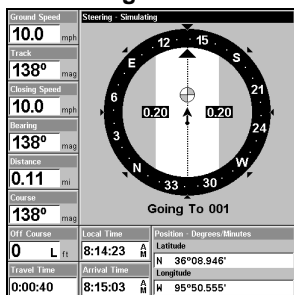 Ground Speed
10.0 mph
Track
138º mag
Closing Speed
10.0 mph
Bearing
138º mag
Distance
0.11 mi
Course
138º mag
Off Course
0 L ft
Travel Time
0:00:40
Steering - Simulating
12 15 S 21 24 W 30 33 N 3 6 E
0.20 0.20
Going To 001
Local Time
8:14:23 AM
Arrival Time
8:15:03 AM
Position - Degrees/Minutes
Latitude
N 36º08.946'
Longitude
W 95º50.555'